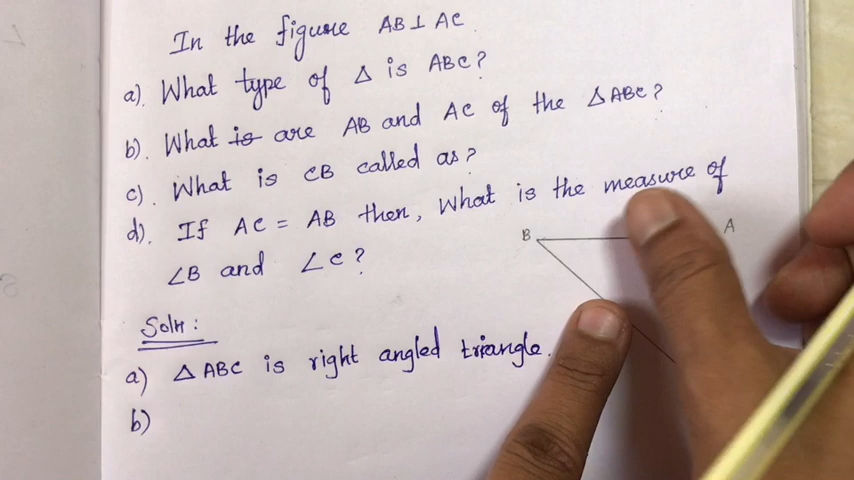 In the figure AB ⊥ AC
a). What type of Δ is ABC?
b). What is are AB and AC of the ΔABC?
c). What is CB called as?
d). If AC = AB then, What is the measure of
∠B and ∠C?
B A
Soln:
a) ΔABC is right angled triangle.
b)